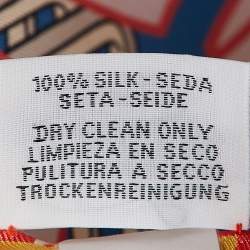 100% SILK-SEDA
SETA-SEIDE
DRY CLEAN ONLY
LIMPIEZA EN SECO
PULITURA A SECCO
TROCKENREINIGUNG